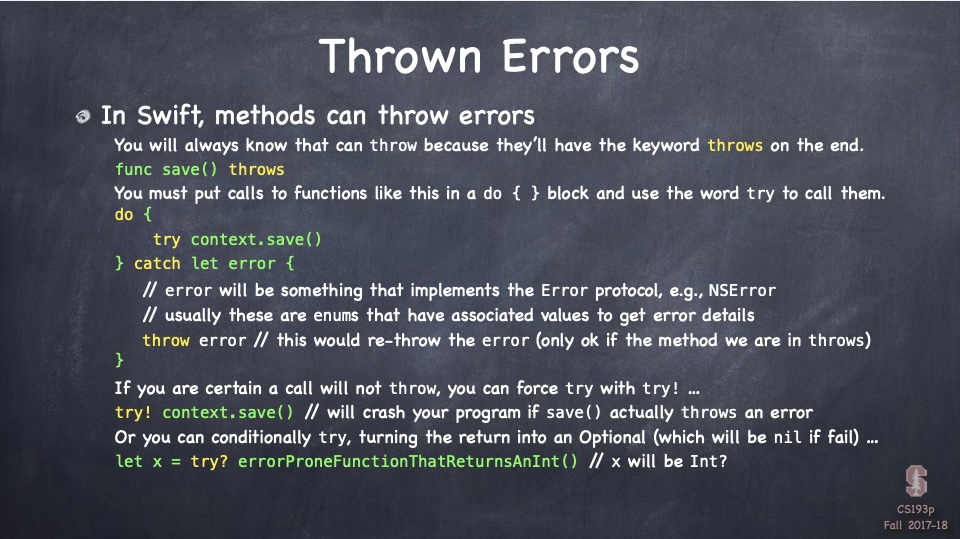 Thrown Errors
In Swift, methods can throw errors
You will always know that can throw because they'll have the keyword throws on the end.
func save() throws
You must put calls to functions like this in a do { } block and use the word try to call them.
do {
try context.save()
} catch let error {
// error will be something that implements the Error protocol, e.g., NSError
// usually these are enums that have associated values to get error details
throw error // this would re-throw the error (only ok if the method we are in throws)
}
If you are certain a call will not throw, you can force try with try! …
try! context.save() // will crash your program if save() actually throws an error
Or you can conditionally try, turning the return into an Optional (which will be nil if fail) …
let x = try? errorProneFunctionThatReturnsAnInt() // x will be Int?
S
CS193p
Fall 2017-18